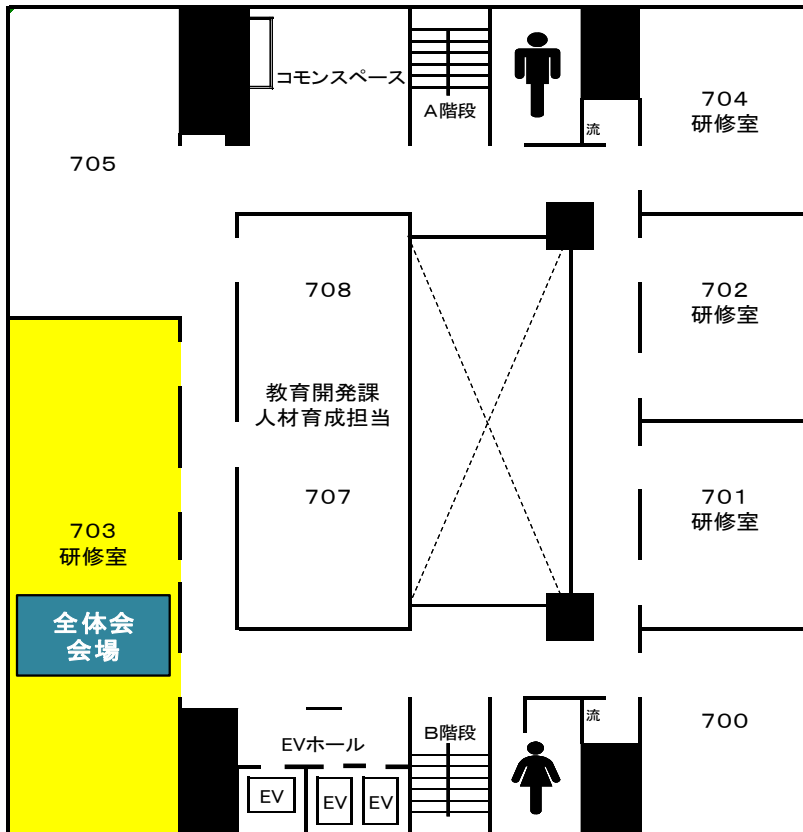 コモンスペース
A階段
流
704
研修室
705
708
702
研修室
教育開発課
人材育成担当
707
701
研修室
703
研修室
全体会
会場
流
700
B階段
EVホール
EV
EV
EV